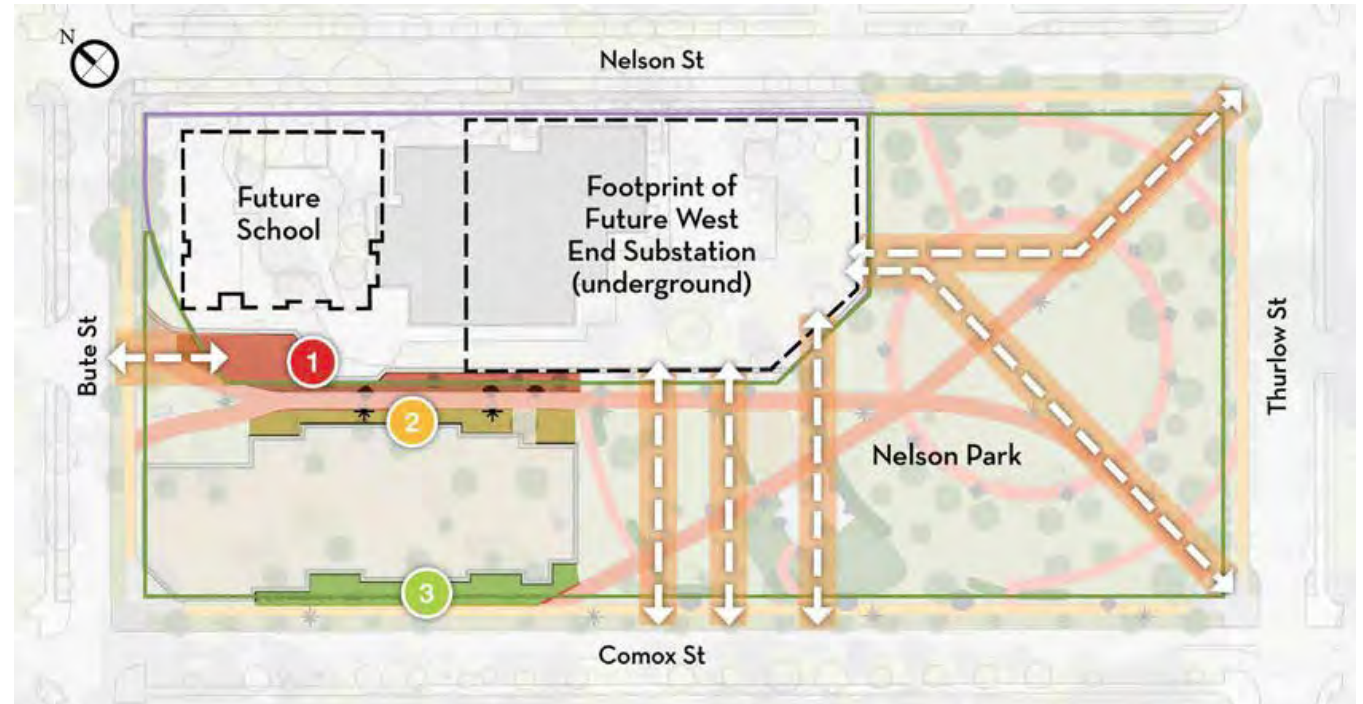 N
Nelson St
Future
School
Footprint of
Future West
End Substation
(underground)
Bute St
1
2
Nelson Park
Thurlow St
3
Comox St